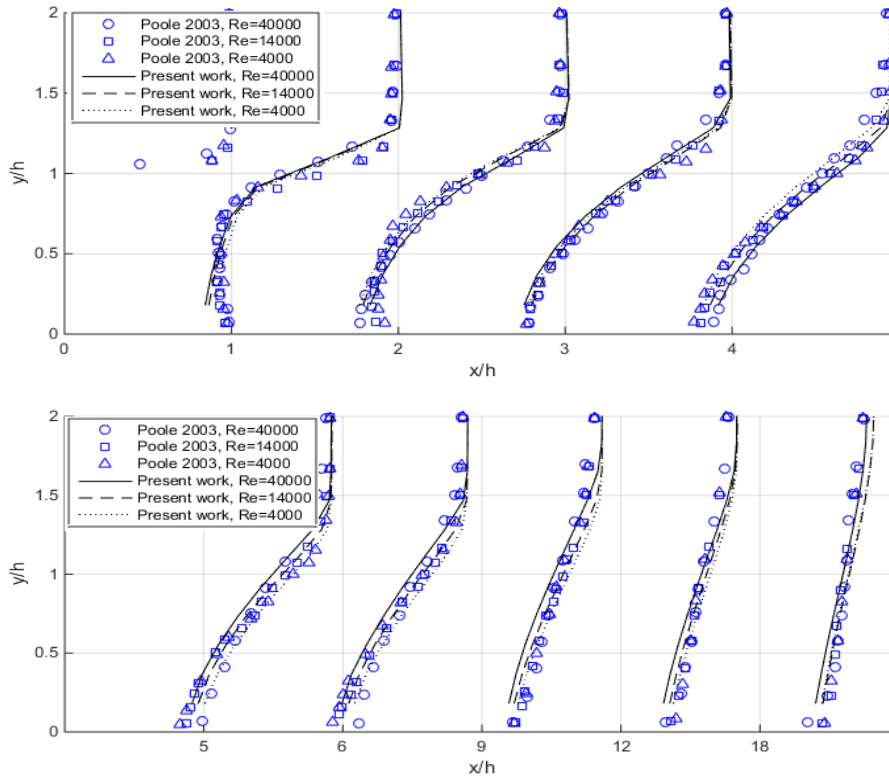 2
Poole 2003, Re=40000
Poole 2003, Re=14000
Poole 2003, Re=4000
Present work, Re=40000
Present work, Re=14000
Present work, Re=4000
1.5
y/h
1
0.5
0
0 1 2 3 4
x/h
2
Poole 2003, Re=40000
Poole 2003, Re=14000
Poole 2003, Re=4000
Present work, Re=40000
Present work, Re=14000
Present work, Re=4000
1.5
y/h
1
0.5
0
5 6 9 12 18
x/h